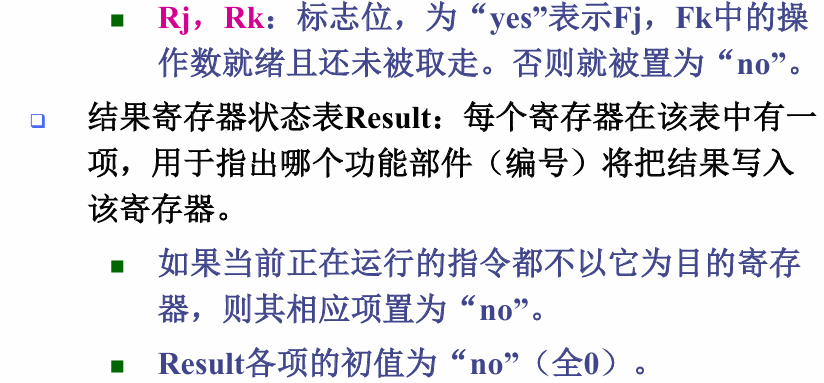 Rj，Rk：标志位，为“yes”表示Fj，Fk中的操
作数就绪且还未被取走。否则就被置为“no”。
结果寄存器状态表Result：每个寄存器在该表中有一
项，用于指出哪个功能部件（编号）将把结果写入
该寄存器。
如果当前正在运行的指令都不以它为目的寄存
器，则其相应项置为“no”。
Result各项的初值为“no”（全0）。